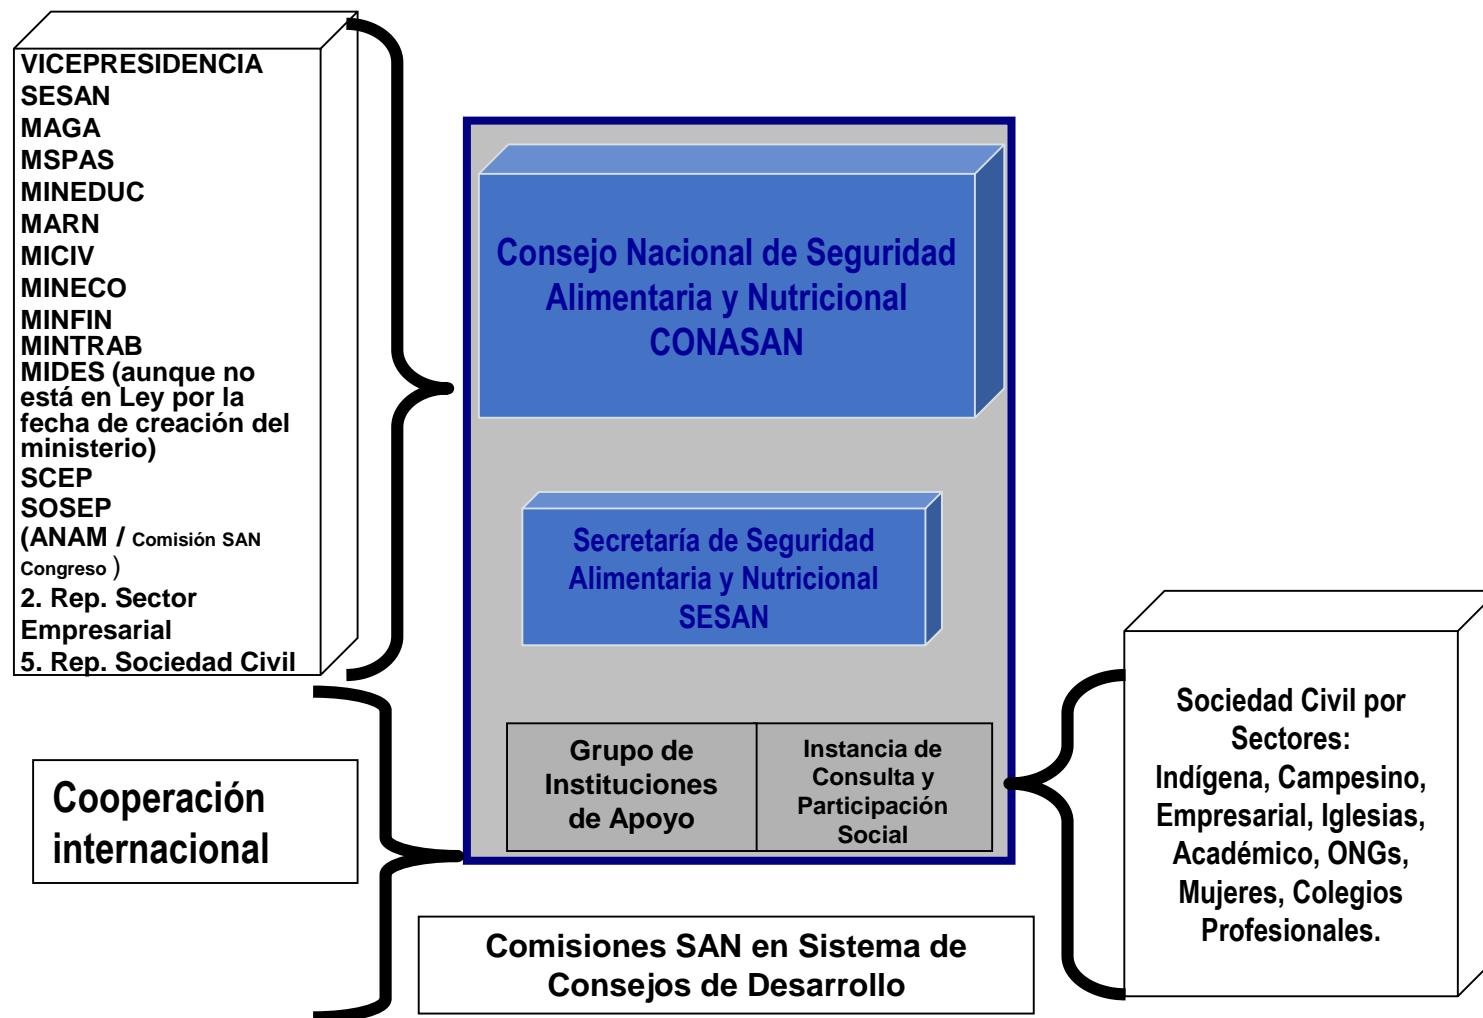 VICEPRESIDENCIA
SESAN
MAGA
MSPAS
MINEDUC
MARN
MICIV
MINECO
MINFIN
MINTRAB
MIDES (aunque no
está en Ley por la
fecha de creación del
ministerio)
SCEP
SOSEP
(ANAM / Comisión SAN
Congreso )
2. Rep. Sector
Empresarial
5. Rep. Sociedad Civil
Consejo Nacional de Seguridad
Alimentaria y Nutricional
CONASAN
Secretaría de Seguridad
Alimentaria y Nutricional
SESAN
Grupo de
Instituciones
de Apoyo
Instancia de
Consulta y
Participación
Social
Cooperación
internacional
Comisiones SAN en Sistema de
Consejos de Desarrollo
Sociedad Civil por
Sectores:
Indígena, Campesino,
Empresarial, Iglesias,
Académico, ONGs,
Mujeres, Colegios
Profesionales.